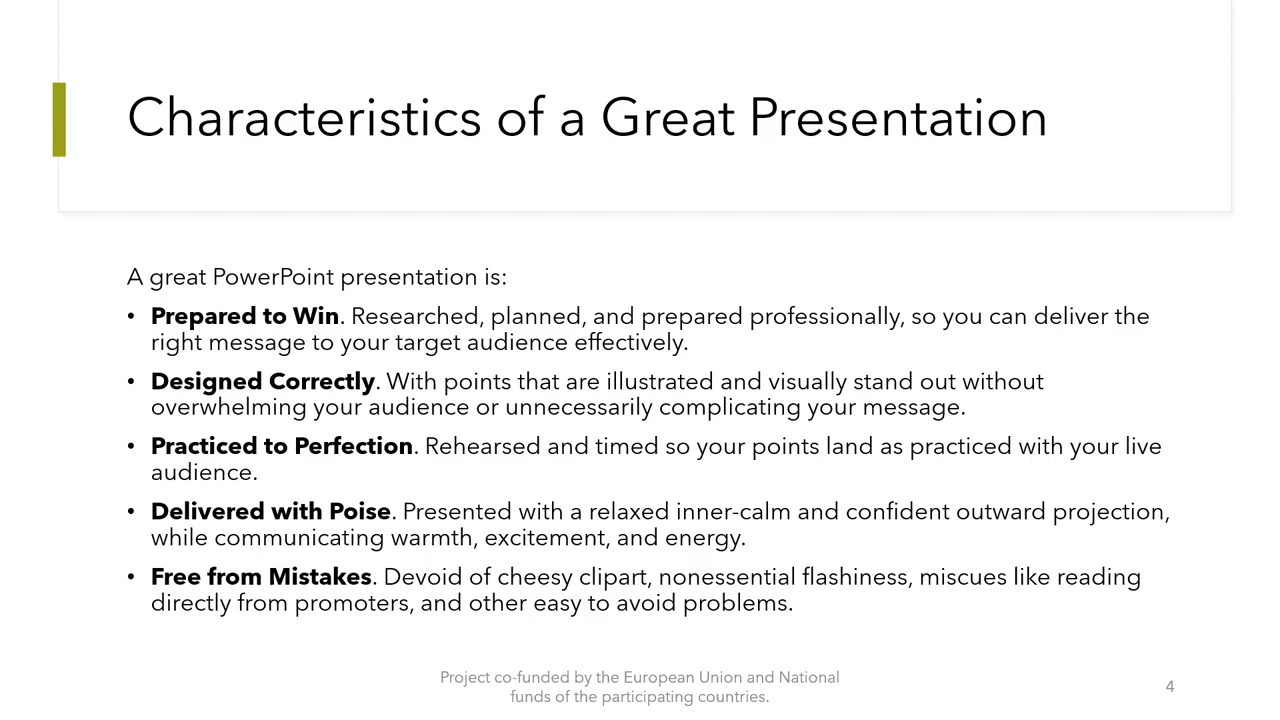 Characteristics of a Great Presentation
A great PowerPoint presentation is:
• Prepared to Win. Researched, planned, and prepared professionally, so you can deliver the
right message to your target audience effectively.
• Designed Correctly. With points that are illustrated and visually stand out without
overwhelming your audience or unnecessarily complicating your message.
• Practiced to Perfection. Rehearsed and timed so your points land as practiced with your live
audience.
• Delivered with Poise. Presented with a relaxed inner-calm and confident outward projection,
while communicating warmth, excitement, and energy.
• Free from Mistakes. Devoid of cheesy clipart, nonessential flashiness, miscues like reading
directly from promoters, and other easy to avoid problems.
Project co-funded by the European Union and National
funds of the participating countries.
4